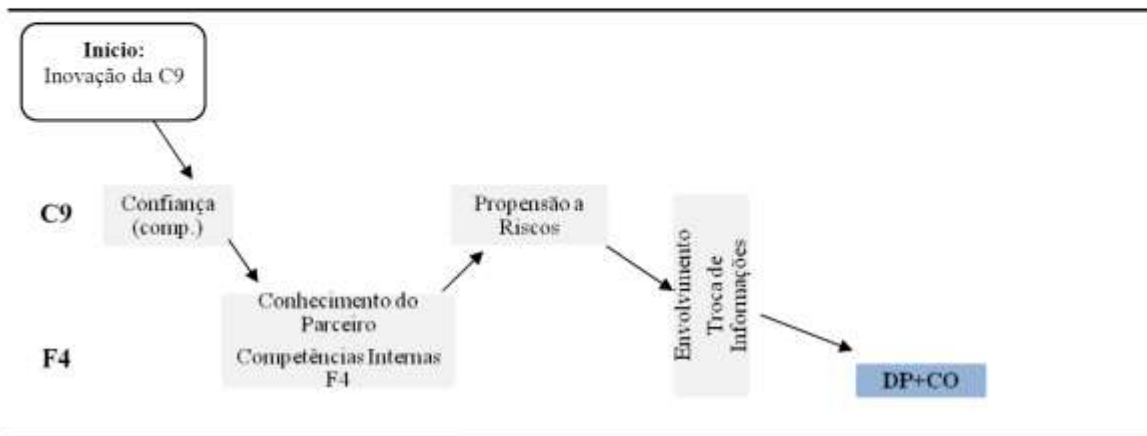 Início:
Inovação da C9
C9
Confiança
(comp.)
Propensão a
Riscos
Envolvimento
Troca de
Informações
Conhecimento do
Parceiro
Competências Internas
F4
F4
DP+CO